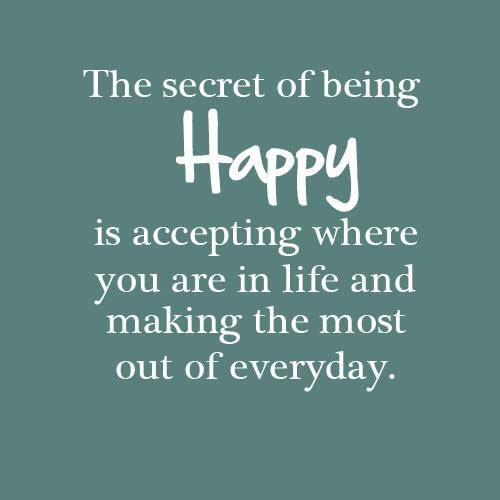 The secret of being
Happy
is accepting where
you are in life and
making the most
out of everyday.